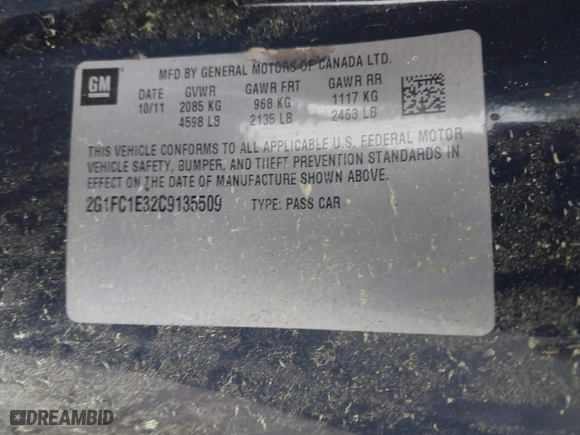 GM
MFD BY GENERAL MOTORS OF CANADA LTD.
DATE GVWR GAWR FRT GAWR RR
10/11 2085 KG 968 KG 1117 KG
4598 LB 2135 LB 2463 LB
THIS VEHICLE CONFORMS TO ALL APPLICABLE U.S. FEDERAL MOTOR
VEHICLE SAFETY, BUMPER, AND THEFT PREVENTION STANDARDS IN
EFFECT ON THE DATE OF MANUFACTURE SHOWN ABOVE.
2G1FC1E32C9135509 TYPE: PASS CAR
DREAMBID